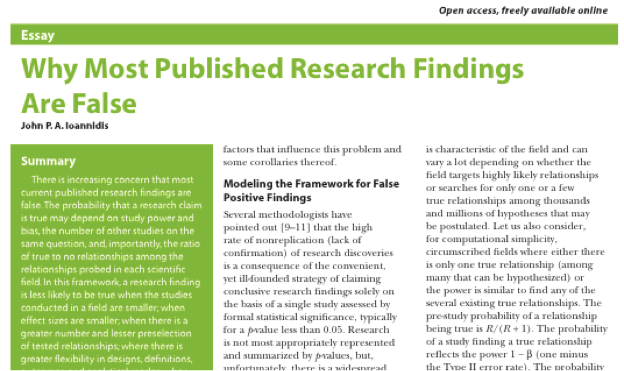 Open access, freely available online
Essay
Why Most Published Research Findings
Are False
John P. A. Ioannidis
Summary
There is increasing concern that most
current published research findings are
false. The probability that a research claim
is true may depend on study power and
bias, the number of other studies on the
same question, and, importantly, the ratio
of true to no relationships among the
relationships probed in each scientific
field. In this framework, a research finding
is less likely to be true when the studies
conducted in a field are smaller; when
effect sizes are smaller; when there is a
greater number and lesser preselection
of tested relationships; where there is
greater flexibility in designs, definitions,
factors that influence this problem and
some corollaries thereof.
Modeling the Framework for False
Positive Findings
Several methodologists have
pointed out [9–11] that the high
rate of nonreplication (lack of
confirmation) of research discoveries
is a consequence of the convenient,
yet ill-founded strategy of claiming
conclusive research findings solely on
the basis of a single study assessed by
formal statistical significance, typically
for a p-value less than 0.05. Research
is not most appropriately represented
and summarized by p-values, but,
unfortunately, there is a widespread
is characteristic of the field and can
vary a lot depending on whether the
field targets highly likely relationships
or searches for only one or a few
true relationships among thousands
and millions of hypotheses that may
be postulated. Let us also consider,
for computational simplicity,
circumscribed fields where either there
is only one true relationship (among
many that can be hypothesized) or
the power is similar to find any of the
several existing true relationships. The
pre-study probability of a relationship
being true is R/(R + 1). The probability
of a study finding a true relationship
reflects the power 1 − β (one minus
the Type II error rate). The probability